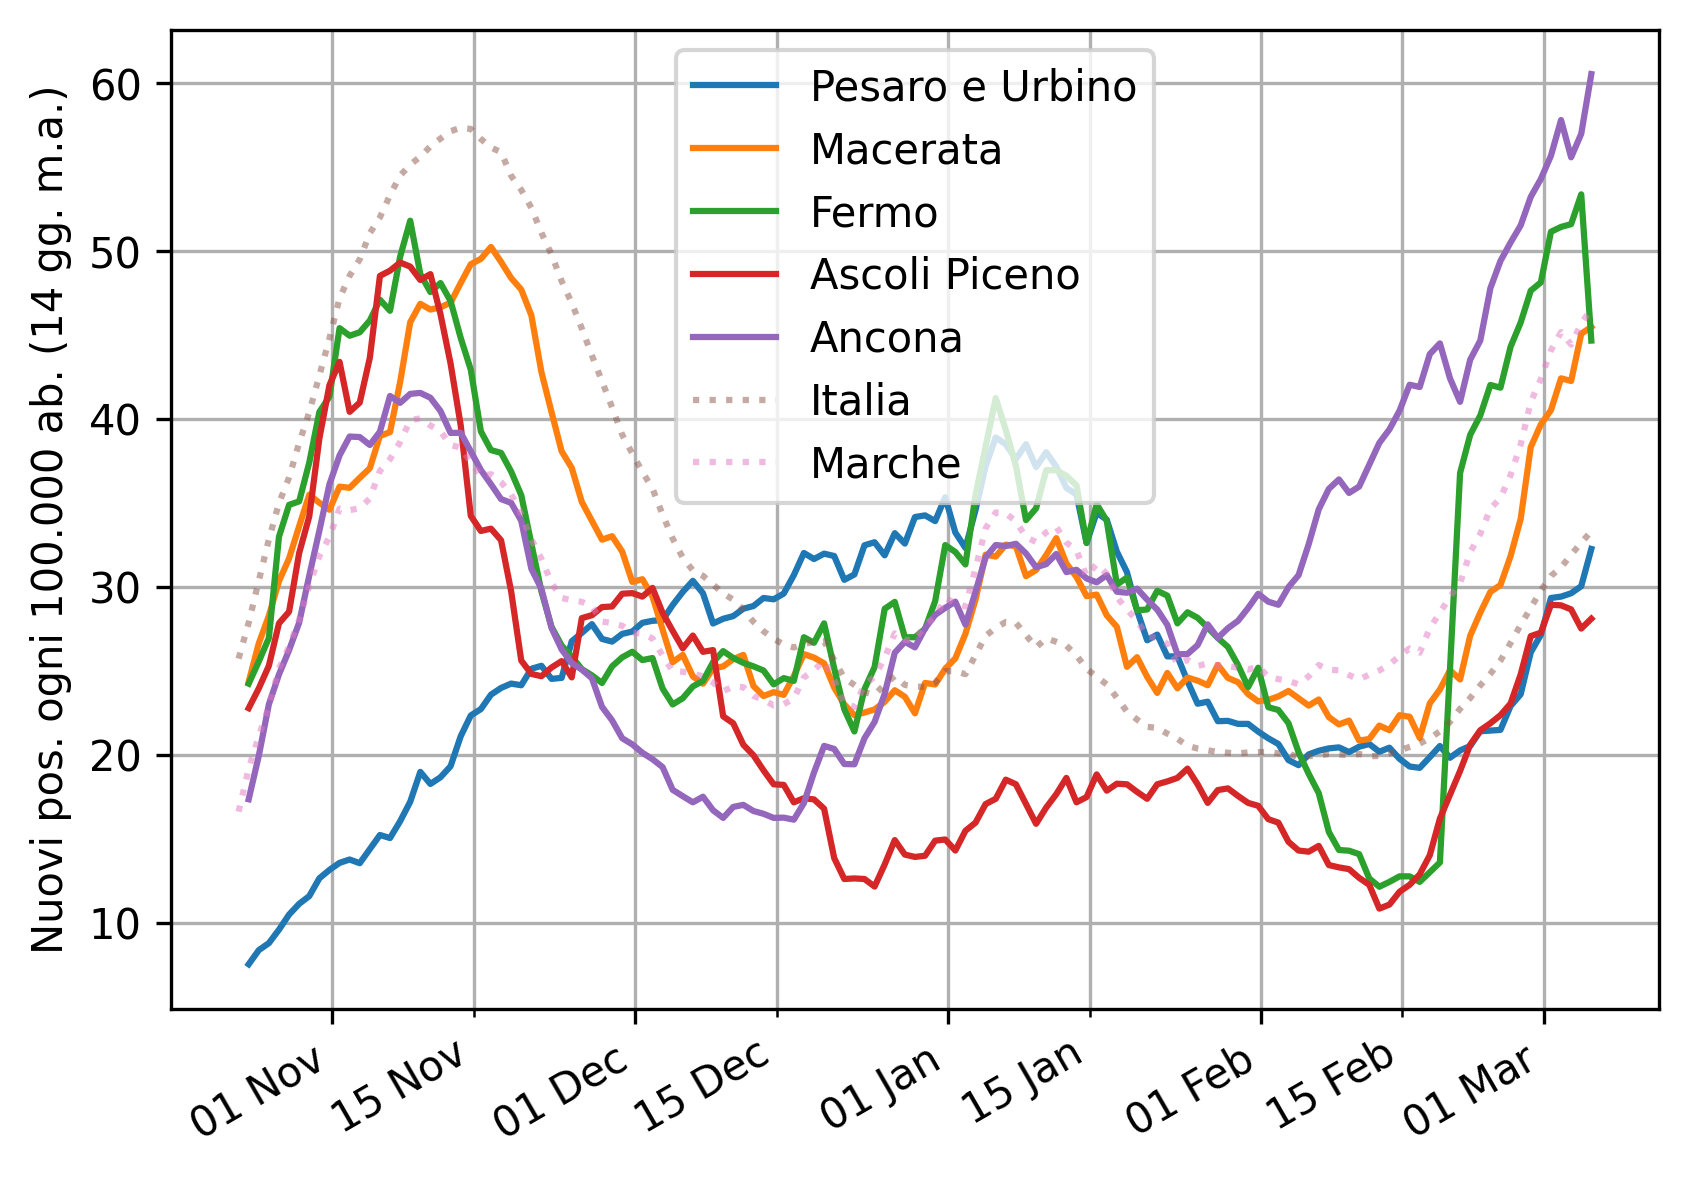 Nuovi pos. ogni 100.000 ab. (14 gg. m.a.)
60
50
40
30
20
10
Pesaro e Urbino
Macerata
Fermo
Ascoli Piceno
Ancona
Italia
Marche
01 Nov
15 Nov
01 Dec
15 Dec
01 Jan
15 Jan
01 Feb
15 Feb
01 Mar